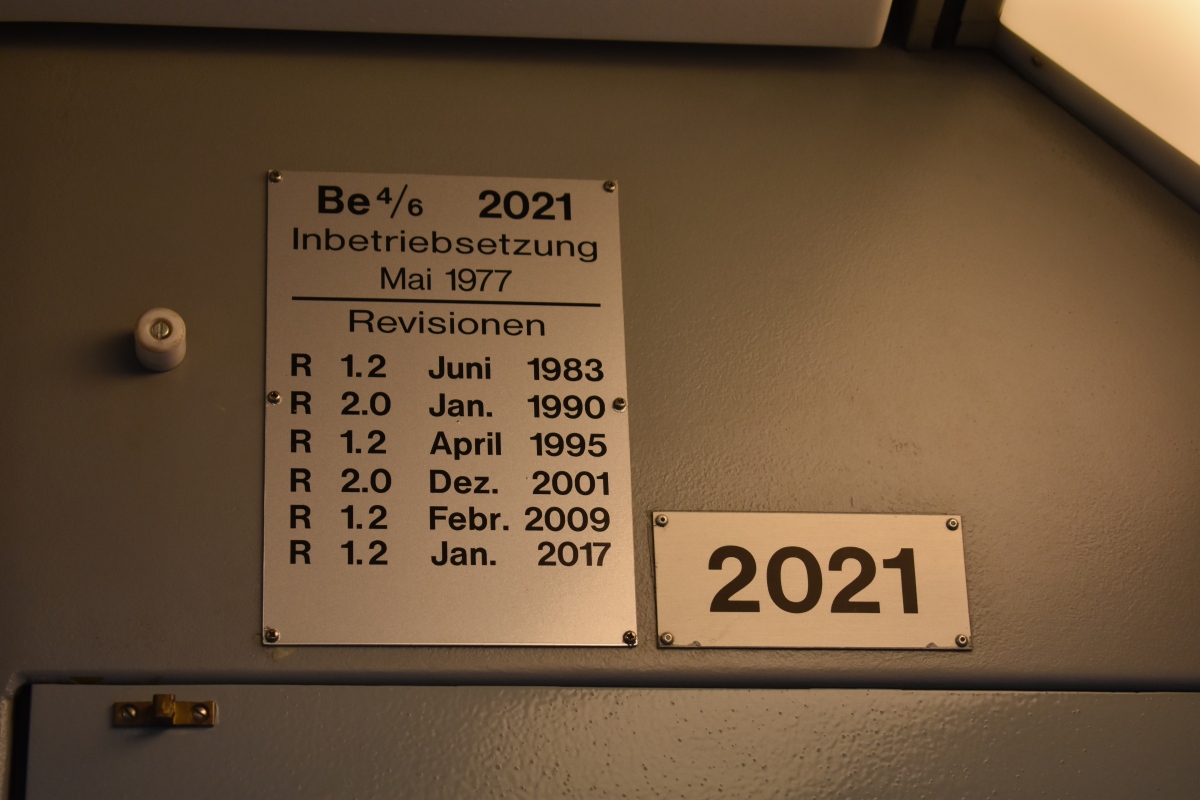 Be 4/6 2021
Inbetriebsetzung
Mai 1977
Revisionen
R 1.2 Juni 1983
R 2.0 Jan. 1990
R 1.2 April 1995
R 2.0 Dez. 2001
R 1.2 Febr. 2009
R 1.2 Jan. 2017
2021